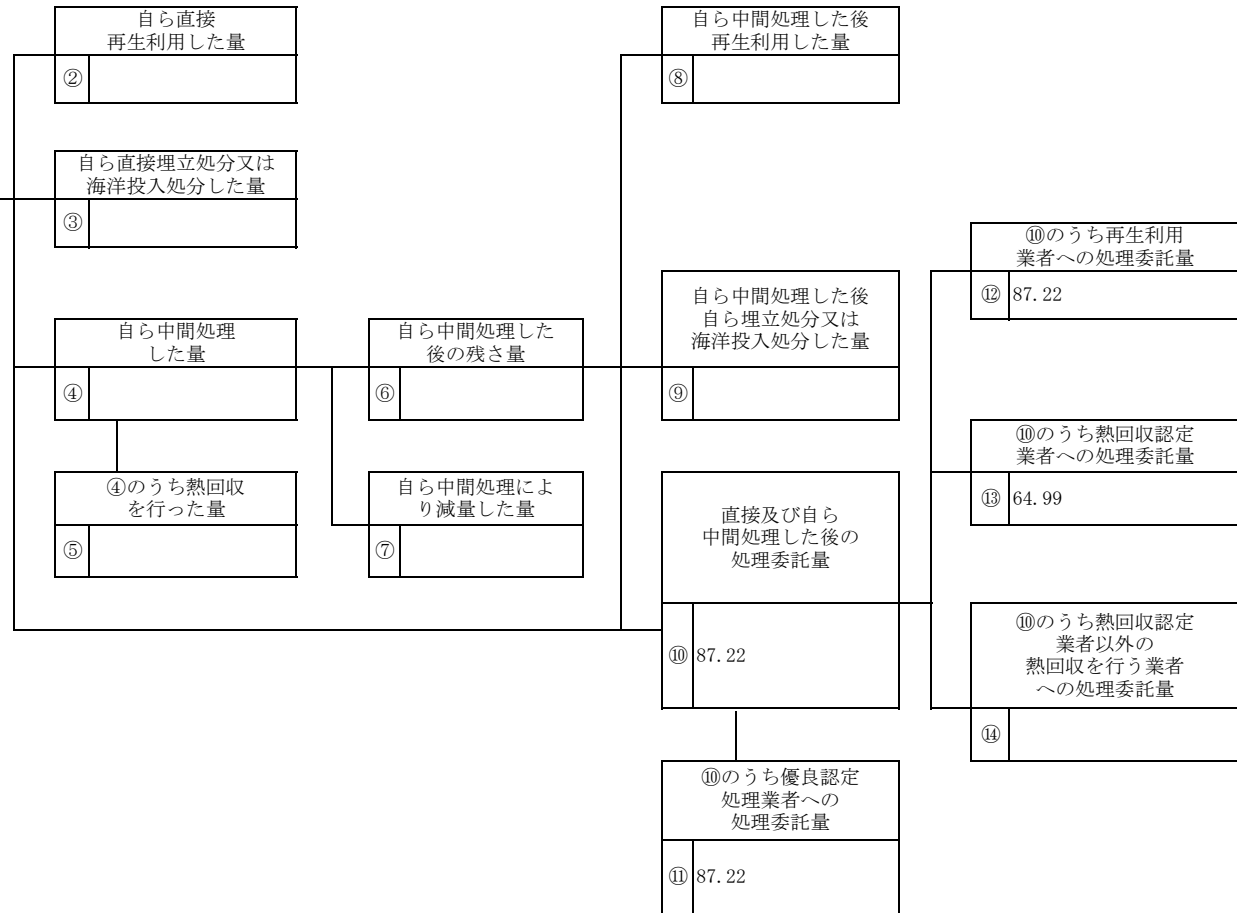 自ら直接
再生利用した量
②
自ら直接埋立処分又は
海洋投入処分した量
③
自ら中間処理
した量
④
④のうち熱回収
を行った量
⑤
自ら中間処理した
後の残さ量
⑥
自ら中間処理によ
り減量した量
⑦
自ら中間処理した後
再生利用した量
⑧
自ら中間処理した後
自ら埋立処分又は
海洋投入処分した量
⑨
直接及び自ら
中間処理した後の
処理委託量
⑩ 87.22
⑩のうち優良認定
処理業者への
処理委託量
⑪ 87.22
⑩のうち再生利用
業者への処理委託量
⑫ 87.22
⑩のうち熱回収認定
業者への処理委託量
⑬ 64.99
⑩のうち熱回収認定
業者以外の
熱回収を行う業者
への処理委託量
⑭